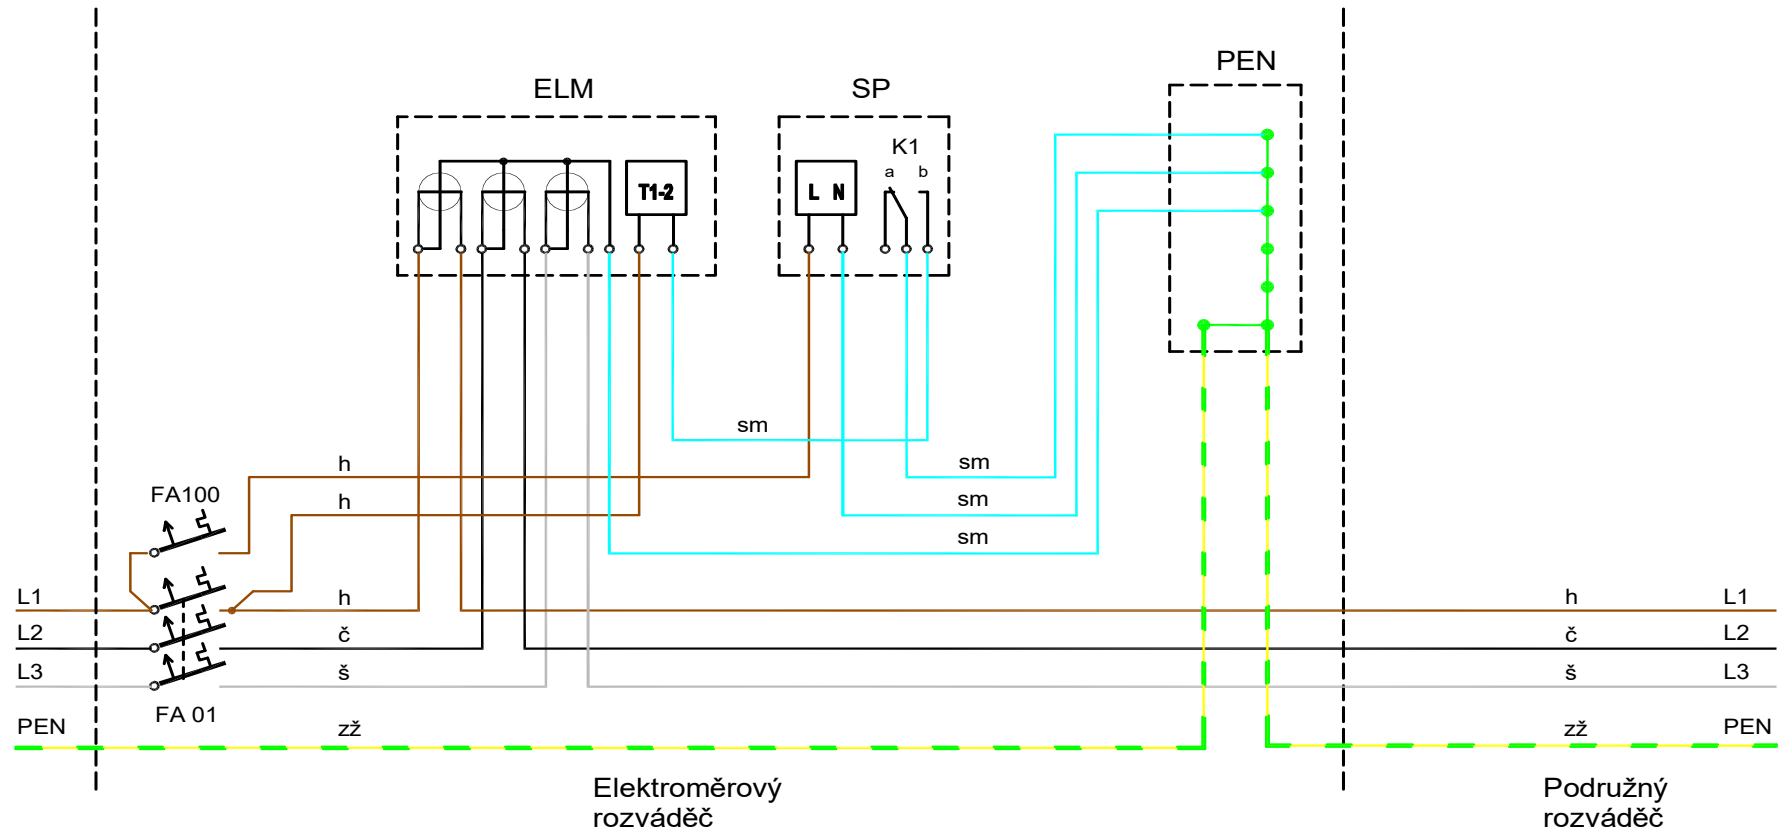 PEN
ELM
SP
K1
a b
T1-2
L N
sm
h
sm
FA100
h
sm
sm
L1
h
h
L1
L2
č
č
L2
L3
š
š
L3
FA 01
PEN
zž
zž
PEN
Elektroměrový
rozváděč
Podružný
rozváděč